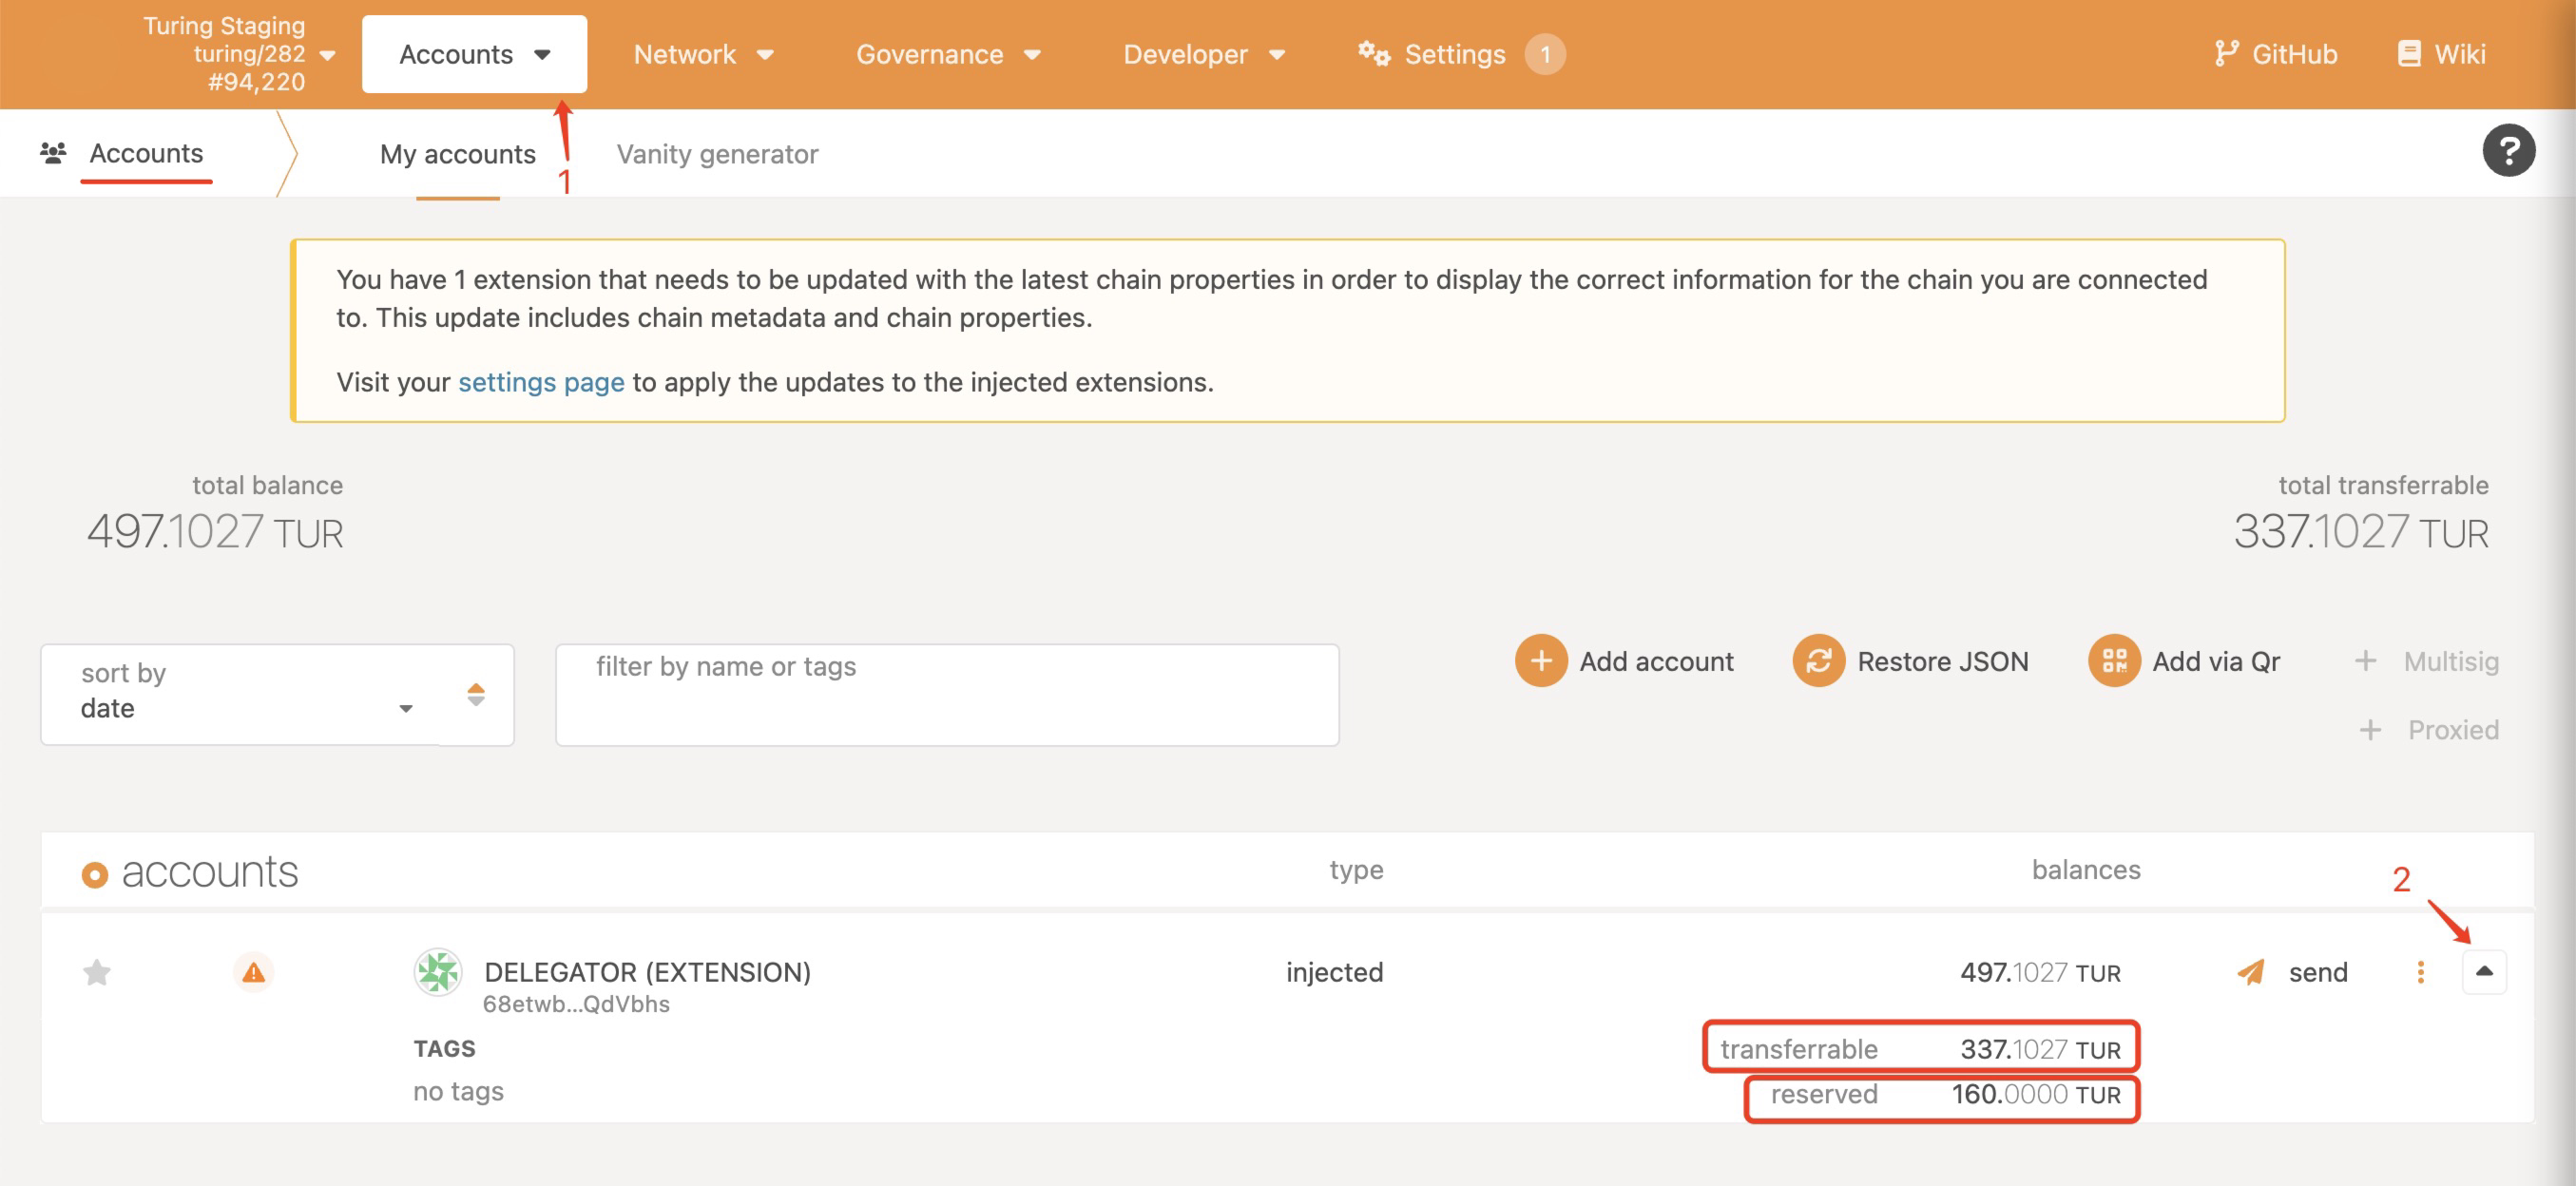 Turing Staging
turing/282
#94,220
Accounts
Network
Governance
Developer
Settings
1
GitHub
Wiki
Accounts
My accounts
1
Vanity generator
?
You have 1 extension that needs to be updated with the latest chain properties in order to display the correct information for the chain you are connected
to. This update includes chain metadata and chain properties.
Visit your settings page to apply the updates to the injected extensions.
total balance
497.1027 TUR
total transferrable
337.1027 TUR
sort by
date
filter by name or tags
Add account
Restore JSON
Add via Qr
Multisig
Proxied
accounts
type
balances
2
DELEGATOR (EXTENSION)
68etwb...QdVbhs
injected
497.1027 TUR
send
TAGS
no tags
transferrable 337.1027 TUR
reserved 160.0000 TUR